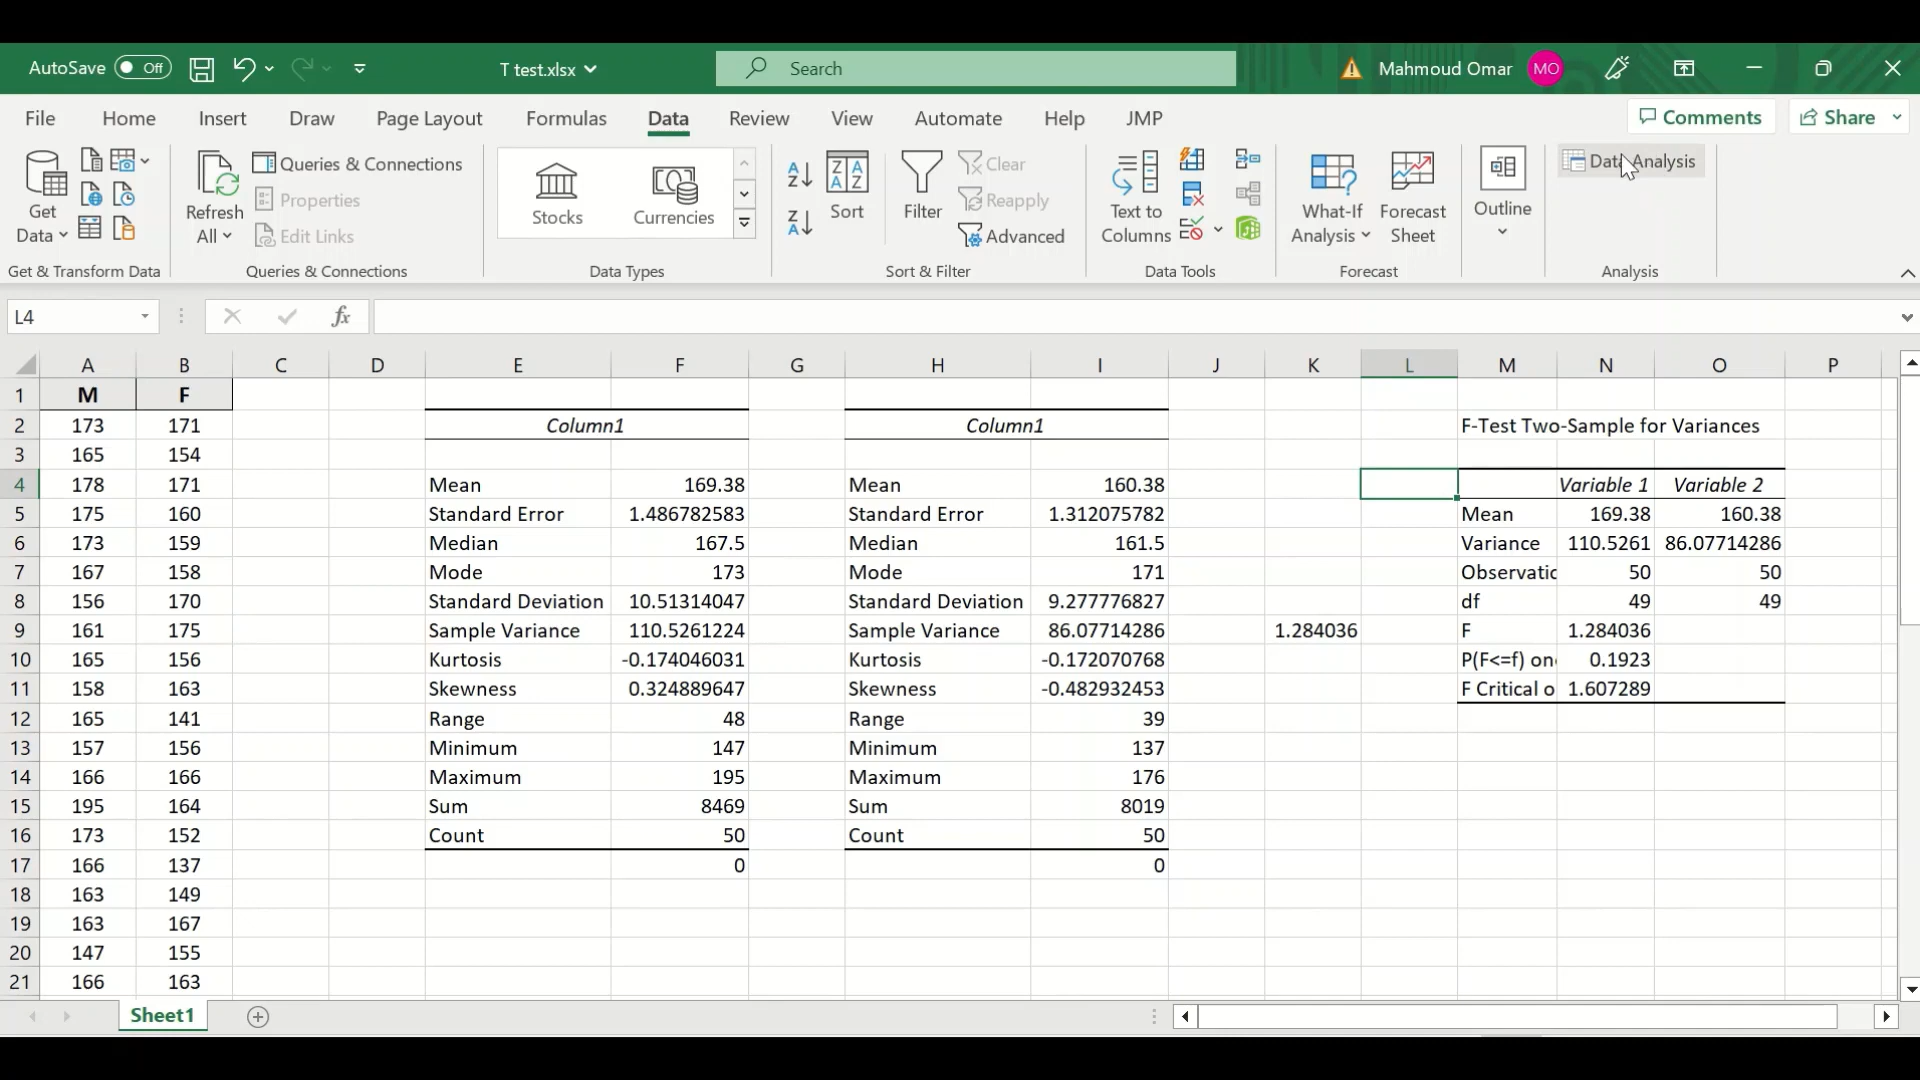 AutoSave Off T test.xlsx Search Mahmoud Omar MO
File Home Insert Draw Page Layout Formulas Data Review View Automate Help JMP Comments Share
Get Data
Refresh All
Queries & Connections
Properties
Edit Links
Stocks
Currencies
Sort
Filter
Clear
Reapply
Advanced
Text to Columns
What-If Analysis
Forecast Sheet
Outline
Data Analysis
Get & Transform Data Queries & Connections Data Types Sort & Filter Data Tools Forecast Analysis
L4 fx
A B C D E F G H I J K L M N O P
1 M F
2 173 171 Column1 Column1 F-Test Two-Sample for Variances
3 165 154
4 178 171 Mean 169.38 Mean 160.38 Variable 1 Variable 2
5 175 160 Standard Error 1.486782583 Standard Error 1.312075782 Mean 169.38 160.38
6 173 159 Median 167.5 Median 161.5 Variance 110.5261 86.07714286
7 167 158 Mode 173 Mode 171 Observatic 50 50
8 156 170 Standard Deviation 10.51314047 Standard Deviation 9.277776827 df 49 49
9 161 175 Sample Variance 110.5261224 Sample Variance 86.07714286 1.284036 F 1.284036
10 165 156 Kurtosis -0.174046031 Kurtosis -0.172070768 P(F<=f) on 0.1923
11 158 163 Skewness 0.324889647 Skewness -0.482932453 F Critical o 1.607289
12 165 141 Range 48 Range 39
13 157 156 Minimum 147 Minimum 137
14 166 166 Maximum 195 Maximum 176
15 195 164 Sum 8469 Sum 8019
16 173 152 Count 50 Count 50
17 166 137 0 0
18 163 149
19 163 167
20 147 155
21 166 163
Sheet1